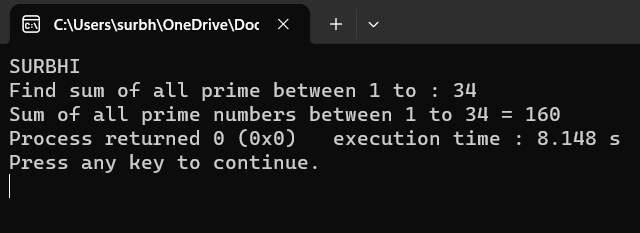 C:\Users\surbh\OneDrive\Doc
SURBHI
Find sum of all prime between 1 to : 34
Sum of all prime numbers between 1 to 34 = 160
Process returned 0 (0x0)   execution time : 8.148 s
Press any key to continue.